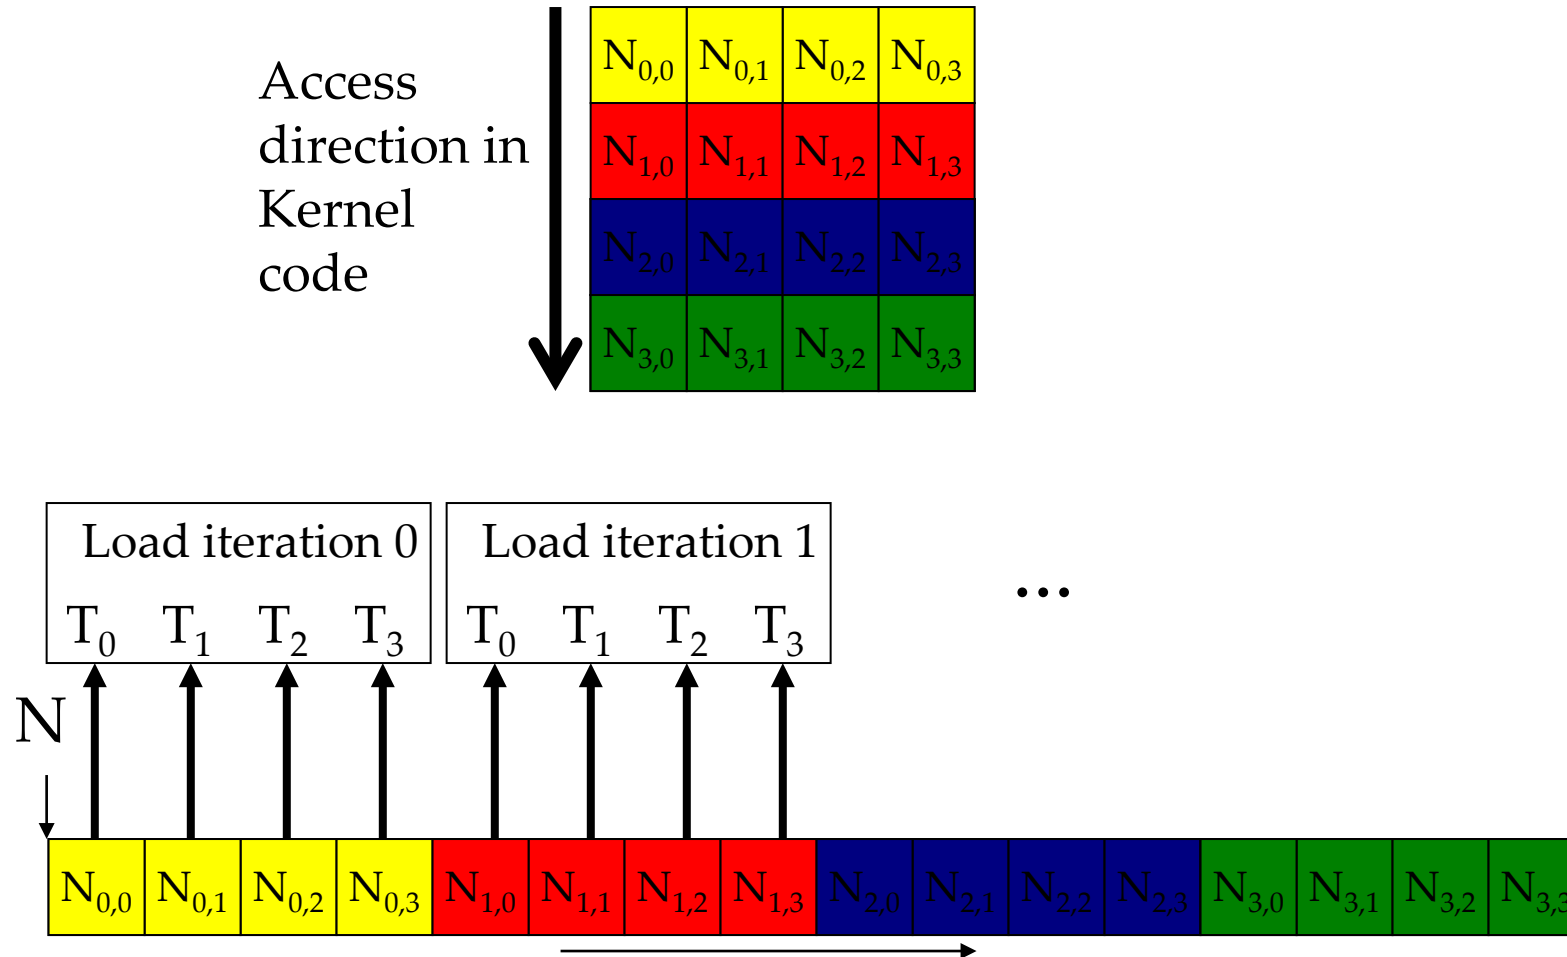 Access
direction in
Kernel
code
N0,0 N0,1 N0,2 N0,3
N1,0 N1,1 N1,2 N1,3
N2,0 N2,1 N2,2 N2,3
N3,0 N3,1 N3,2 N3,3
Load iteration 0
T0 T1 T2 T3
Load iteration 1
T0 T1 T2 T3
...
N
N0,0 N0,1 N0,2 N0,3 N1,0 N1,1 N1,2 N1,3 N2,0 N2,1 N2,2 N2,3 N3,0 N3,1 N3,2 N3,3